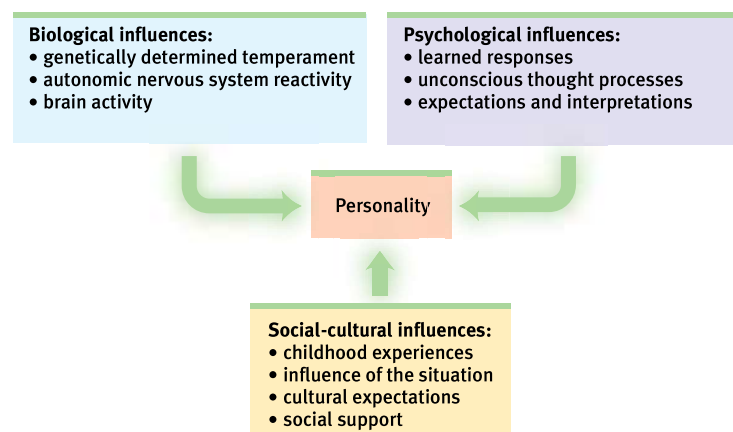 Biological influences:
• genetically determined temperament
• autonomic nervous system reactivity
• brain activity
Psychological influences:
• learned responses
• unconscious thought processes
• expectations and interpretations
Personality
Social-cultural influences:
• childhood experiences
• influence of the situation
• cultural expectations
• social support